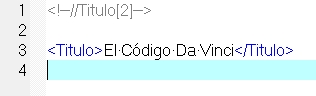 1 <!--//Titulo[2]-->
2
3 <Titulo>El·Código·Da·Vinci</Titulo>
4